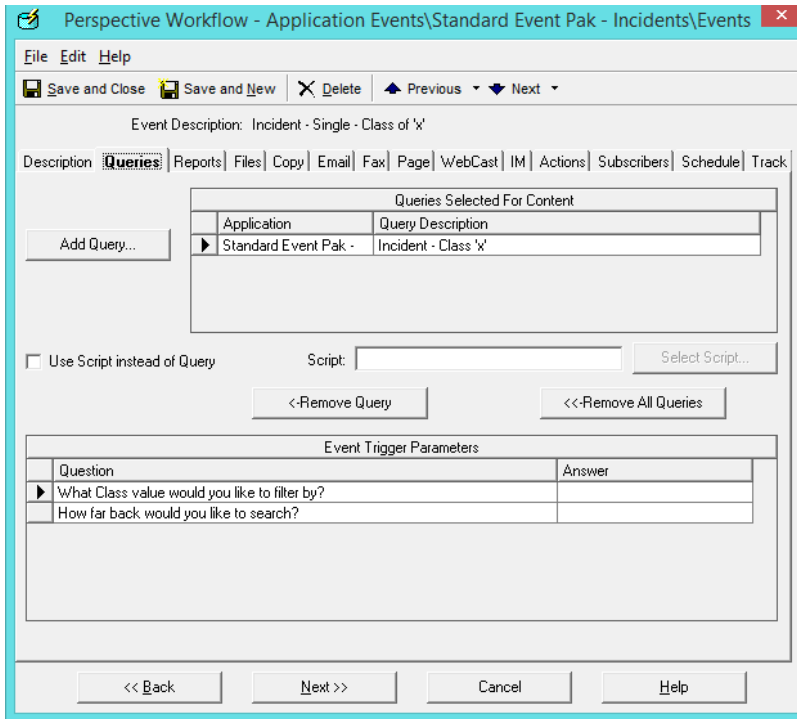 Perspective Workflow - Application Events\Standard Event Pak - Incidents\Events
File Edit Help
Save and Close Save and New Delete Previous Next
Event Description: Incident - Single - Class of 'x'
Description Queries Reports Files Copy Email Fax Page WebCast IM Actions Subscribers Schedule Track
Queries Selected For Content
Application Query Description
Add Query... Standard Event Pak - Incident - Class 'x'
Use Script instead of Query Script: Select Script...
<-Remove Query <<-Remove All Queries
Event Trigger Parameters
Question Answer
What Class value would you like to filter by?
How far back would you like to search?
<< Back Next >> Cancel Help